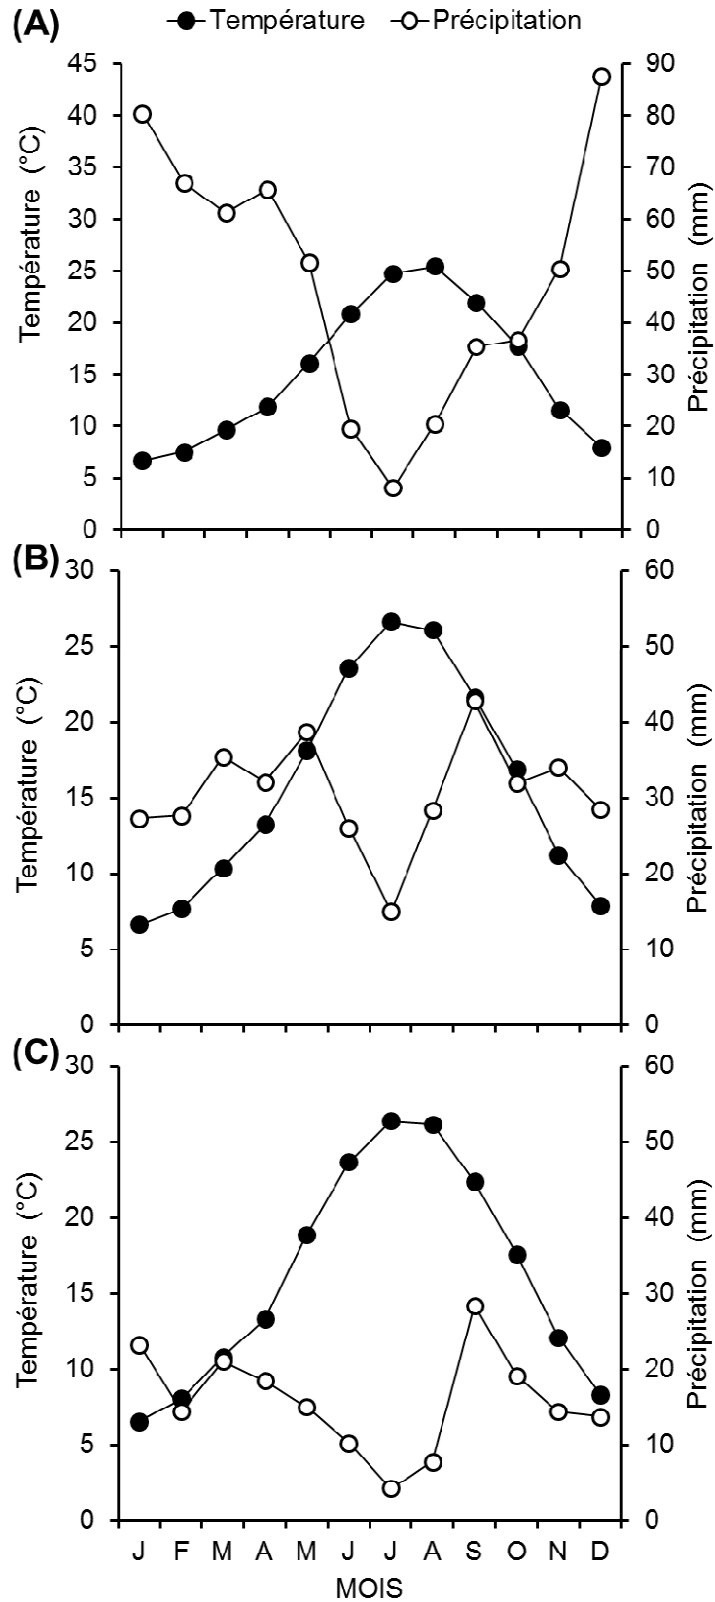 (A) Température Précipitation
45 90
40 80
35 70
30 60
25 50
20 40
15 30
10 20
5 10
0 0
Température (°C)
Précipitation (mm)
(B)
30 60
25 50
20 40
15 30
10 20
5 10
0 0
Température (°C)
Précipitation (mm)
(C)
30 60
25 50
20 40
15 30
10 20
5 10
0 0
Température (°C)
Précipitation (mm)
J F M A M J J A S O N D
MOIS